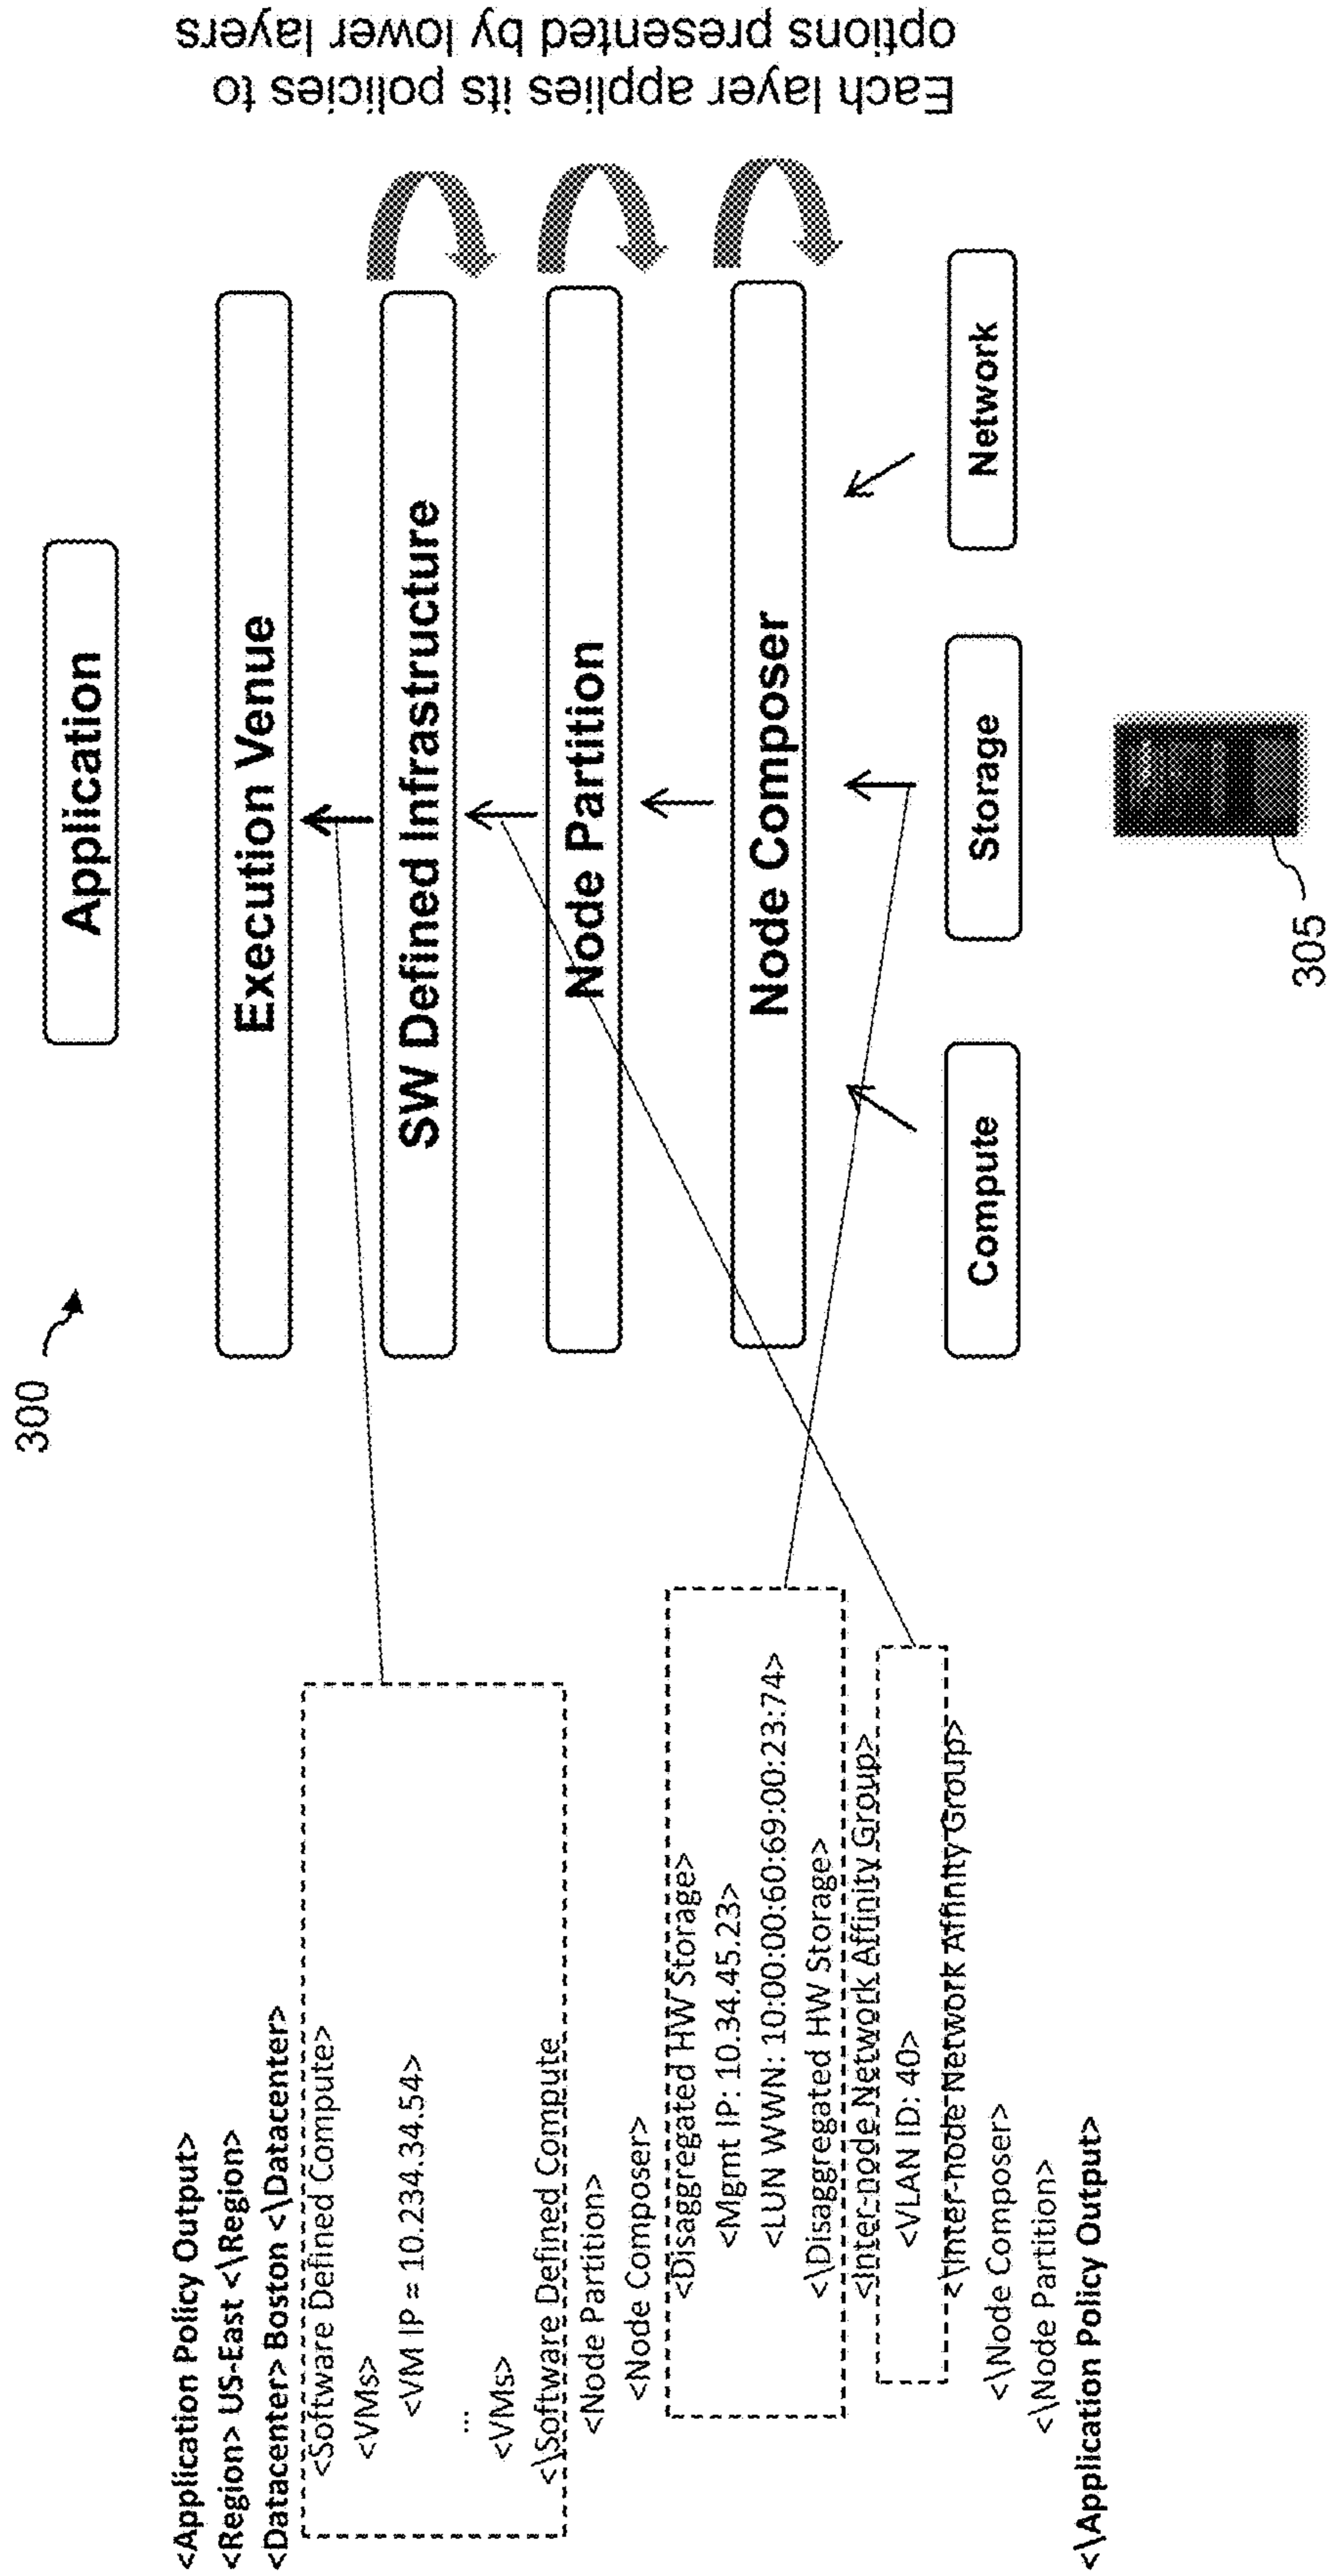 300
<Application Policy Output>
<Region> US-East <\Region>
<Datacenter> Boston <\Datacenter>
<Software Defined Compute>
<VMs>
<VM IP = 10.234.34.54>
...
<VMs>
<\Software Defined Compute
<Node Partition>
<Node Composer>
<Disaggregated HW Storage>
<Mgmt IP: 10.34.45.23>
<LUN WWN: 10:00:00:60:69:00:23:74>
<\Disaggregated HW Storage>
<Inter-node Network Affinity Group>
<VLAN ID: 40>
<\Inter-node Network Affinity Group>
<\Node Composer>
<\Node Partition>
<\Application Policy Output>
Application
Execution Venue
SW Defined Infrastructure
Node Partition
Node Composer
Compute
Storage
Network
305
Each layer applies its policies to
options presented by lower layers